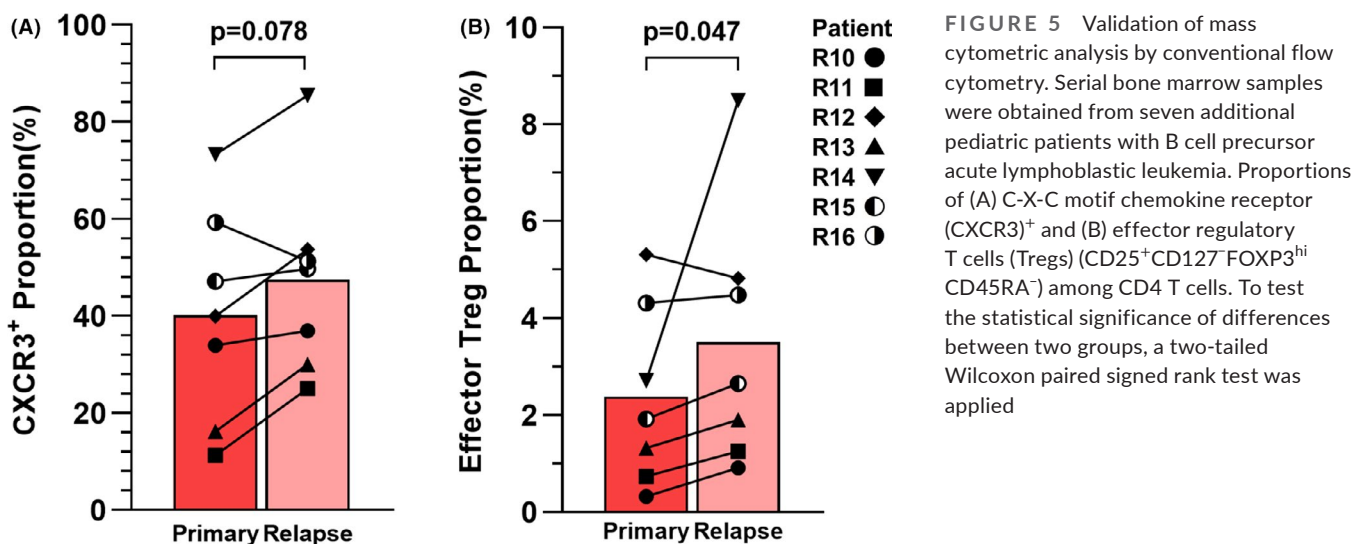 (A)
CXCR3⁺ Proportion(%)
100
80
60
40
20
0
p=0.078
Primary Relapse
(B)
Effector Treg Proportion(%)
10
8
6
4
2
0
p=0.047
Primary Relapse
Patient
R10
R11
R12
R13
R14
R15
R16
FIGURE 5 Validation of mass
cytometric analysis by conventional flow
cytometry. Serial bone marrow samples
were obtained from seven additional
pediatric patients with B cell precursor
acute lymphoblastic leukemia. Proportions
of (A) C-X-C motif chemokine receptor
(CXCR3)⁺ and (B) effector regulatory
T cells (Tregs) (CD25⁺CD127⁻FOXP3ʰⁱ
CD45RA⁻) among CD4 T cells. To test
the statistical significance of differences
between two groups, a two-tailed
Wilcoxon paired signed rank test was
applied